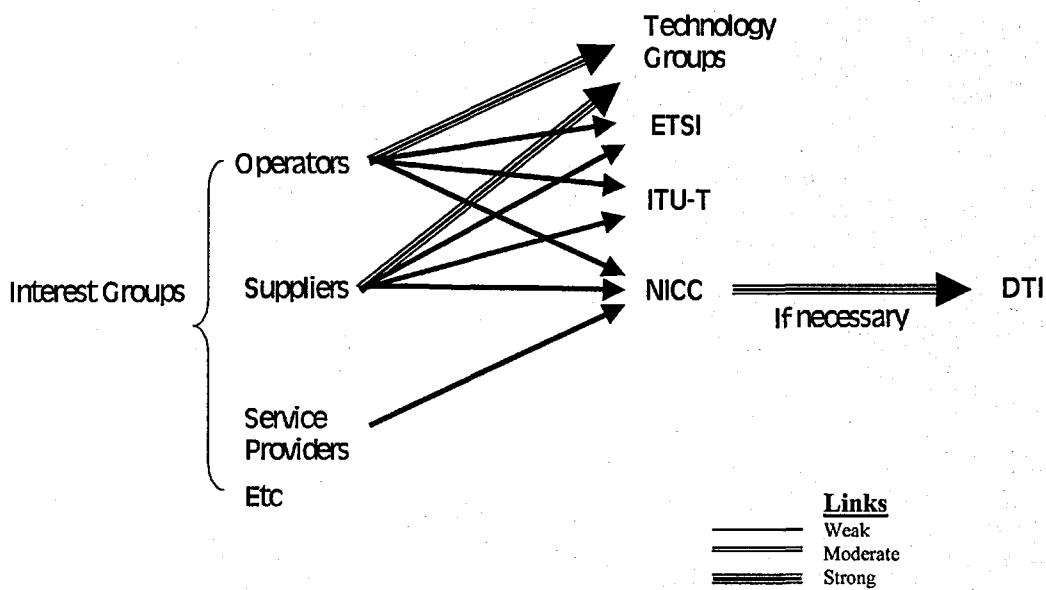 Technology
Groups
ETSI
Operators
ITU-T
Interest Groups
Suppliers
NICC
DTI
If necessary
Service
Providers
Etc
Links
Weak
Moderate
Strong